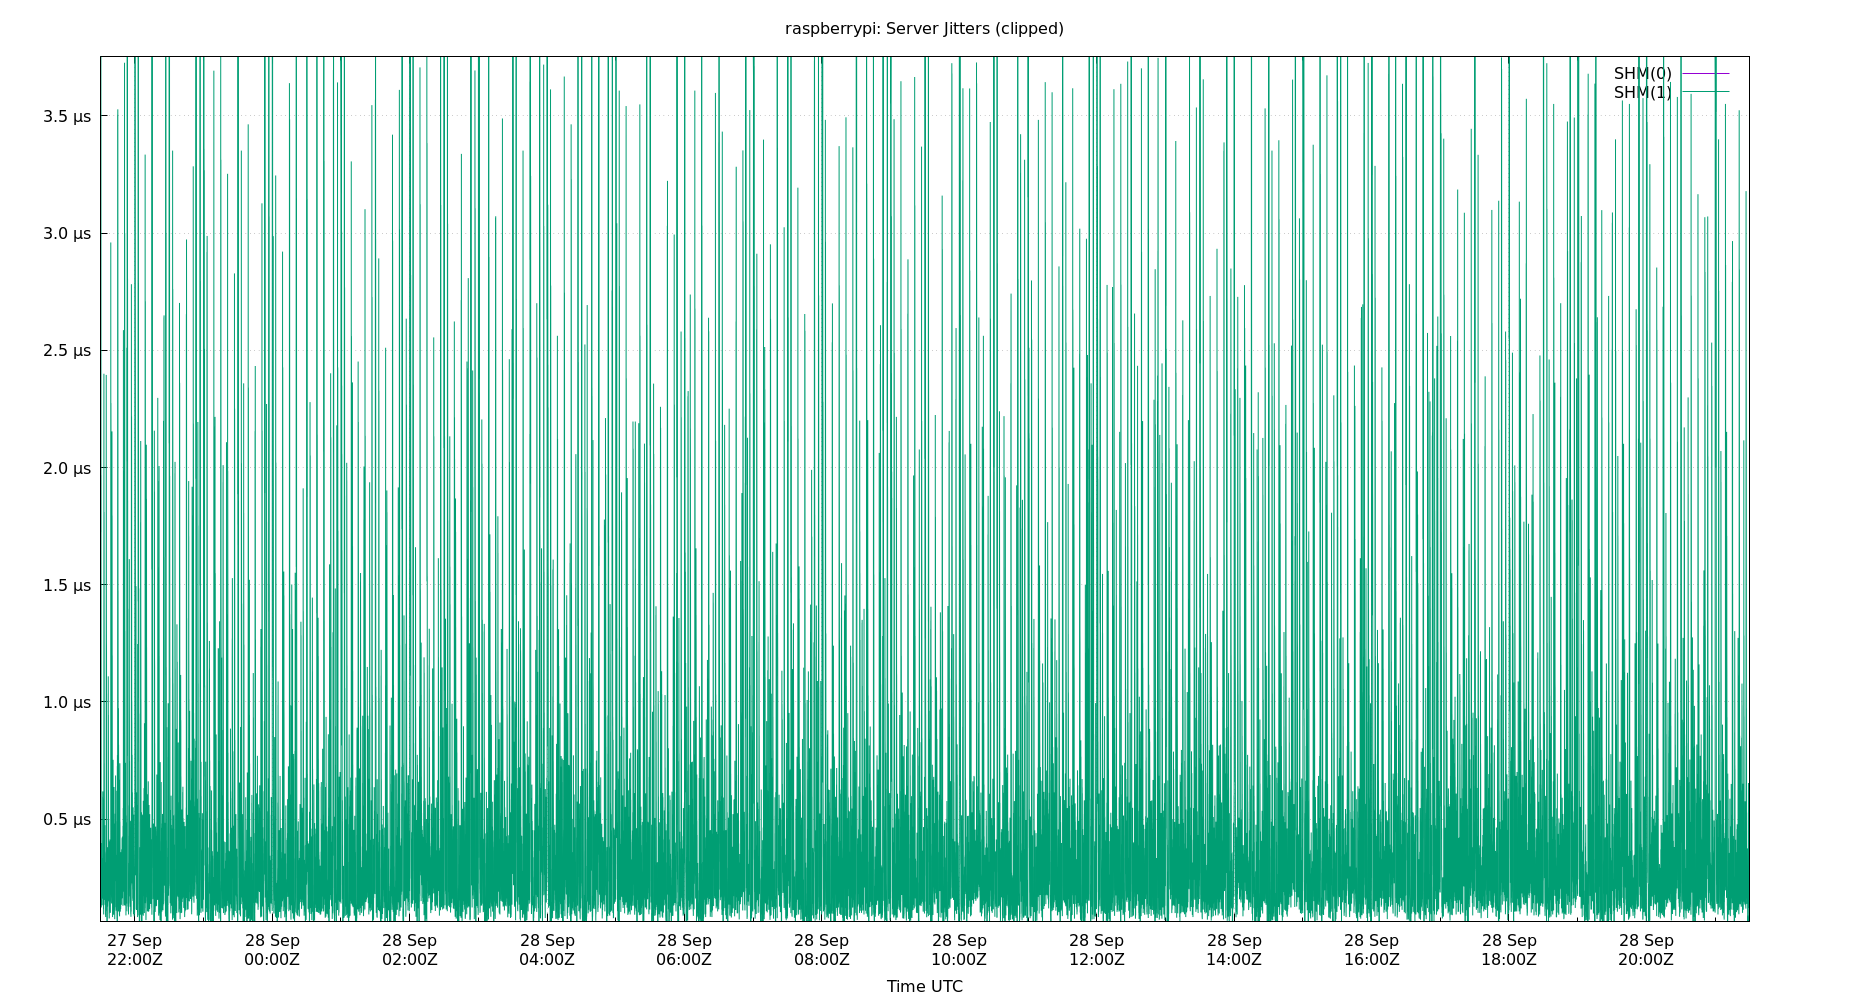 raspberrypi: Server Jitters (clipped)
SHM(0)
SHM(1)
3.5 µs
3.0 µs
2.5 µs
2.0 µs
1.5 µs
1.0 µs
0.5 µs
27 Sep 28 Sep 28 Sep 28 Sep 28 Sep 28 Sep 28 Sep 28 Sep 28 Sep 28 Sep 28 Sep 28 Sep
22:00Z 00:00Z 02:00Z 04:00Z 06:00Z 08:00Z 10:00Z 12:00Z 14:00Z 16:00Z 18:00Z 20:00Z
Time UTC